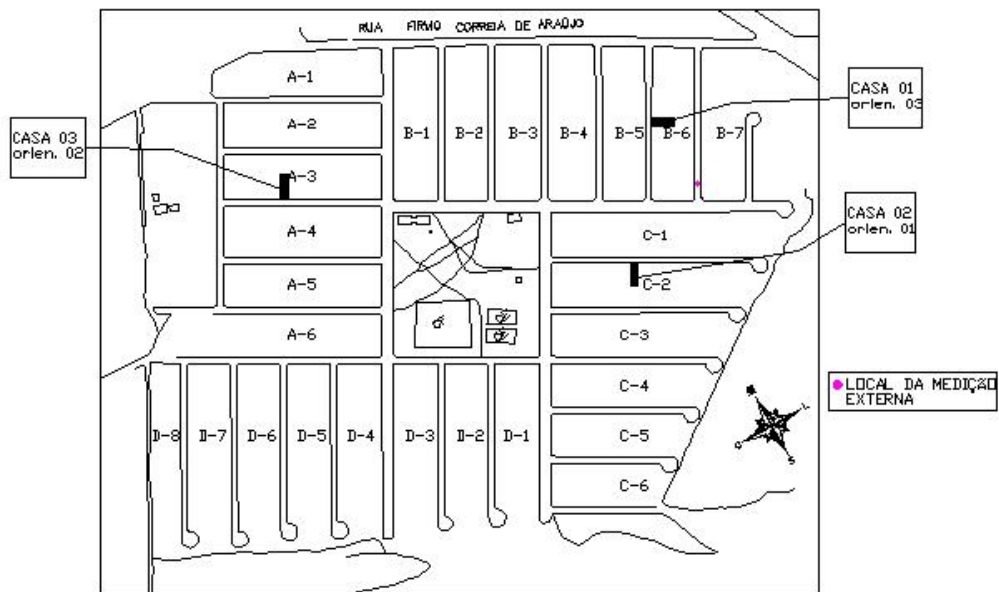 RUA FIRMO CORREIA DE ARAÚJO
A-1
CASA 01
orien. 03
A-2
CASA 03
orien. 02
B-1 B-2 B-3 B-4 B-5 B-6 B-7
A-3
CASA 02
orien. 01
A-4
C-1
A-5
C-2
A-6
C-3
C-4
LOCAL DA MEDIÇÃO
EXTERNA
D-8 D-7 D-6 D-5 D-4 D-3 D-2 D-1
C-5
C-6
L
O
S